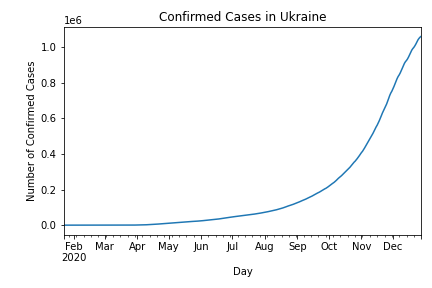 Confirmed Cases in Ukraine
1e6
1.0
0.8
0.6
0.4
0.2
0.0
Number of Confirmed Cases
Feb Mar Apr May Jun Jul Aug Sep Oct Nov Dec
2020
Day